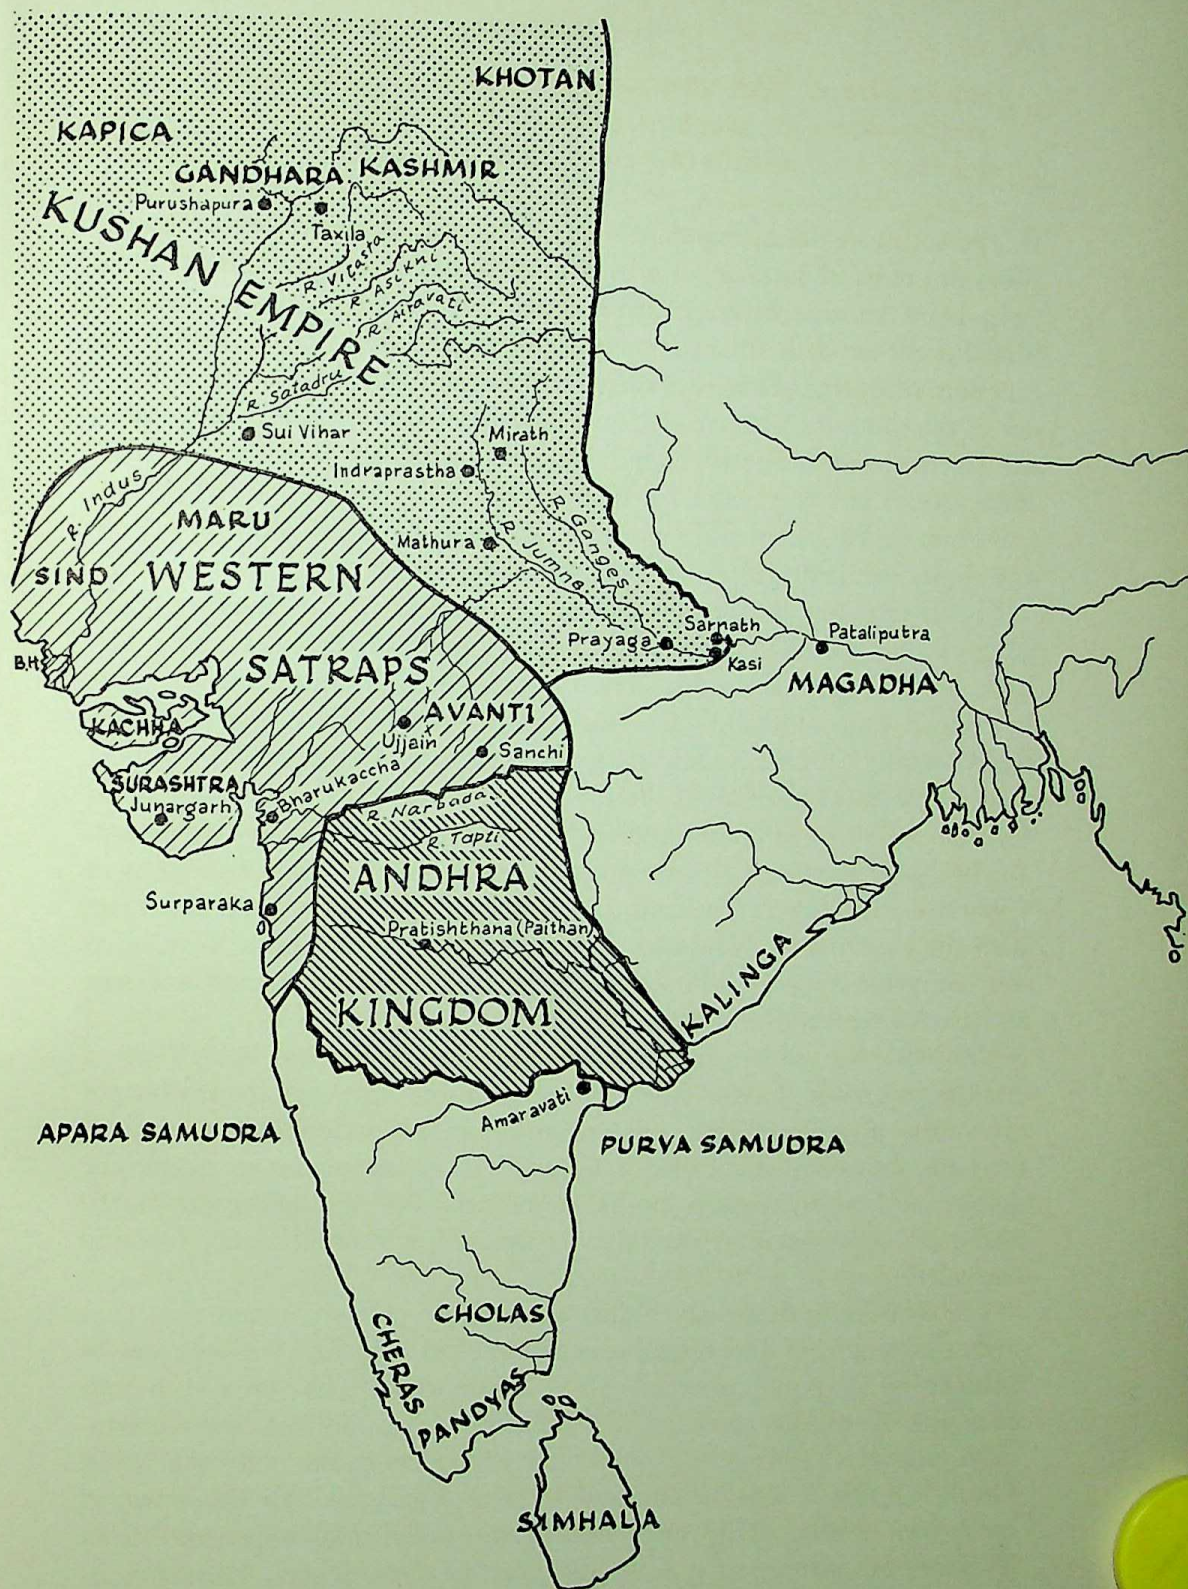 KHOTAN
KAPICA
GANDHARA
KASHMIR
Purushapura
Taxila
KUSHAN EMPIRE
R. Vitasta
R. Asikni
R. Airavati
R. Satadru
Sui Vihar
Mirath
Indraprastha
R. Indus
MARU
R. Ganges
Mathura
R. Jumne
SIND
WESTERN
Sarnath
Prayaga
Pataliputra
B.H.
Kasi
SATRAPS
MAGADHA
KACHHA
AVANTI
Ujjain
Sanchi
SURASHTRA
Junargarh
Bharukaccha
R. Narbada
R. Tapti
ANDHRA
Surparaka
Pratishthana (Paithan)
KALINGA
KINGDOM
Amaravati
APARA SAMUDRA
PURVA SAMUDRA
CHOLAS
CHERAS
PANDYAS
SIMHALA